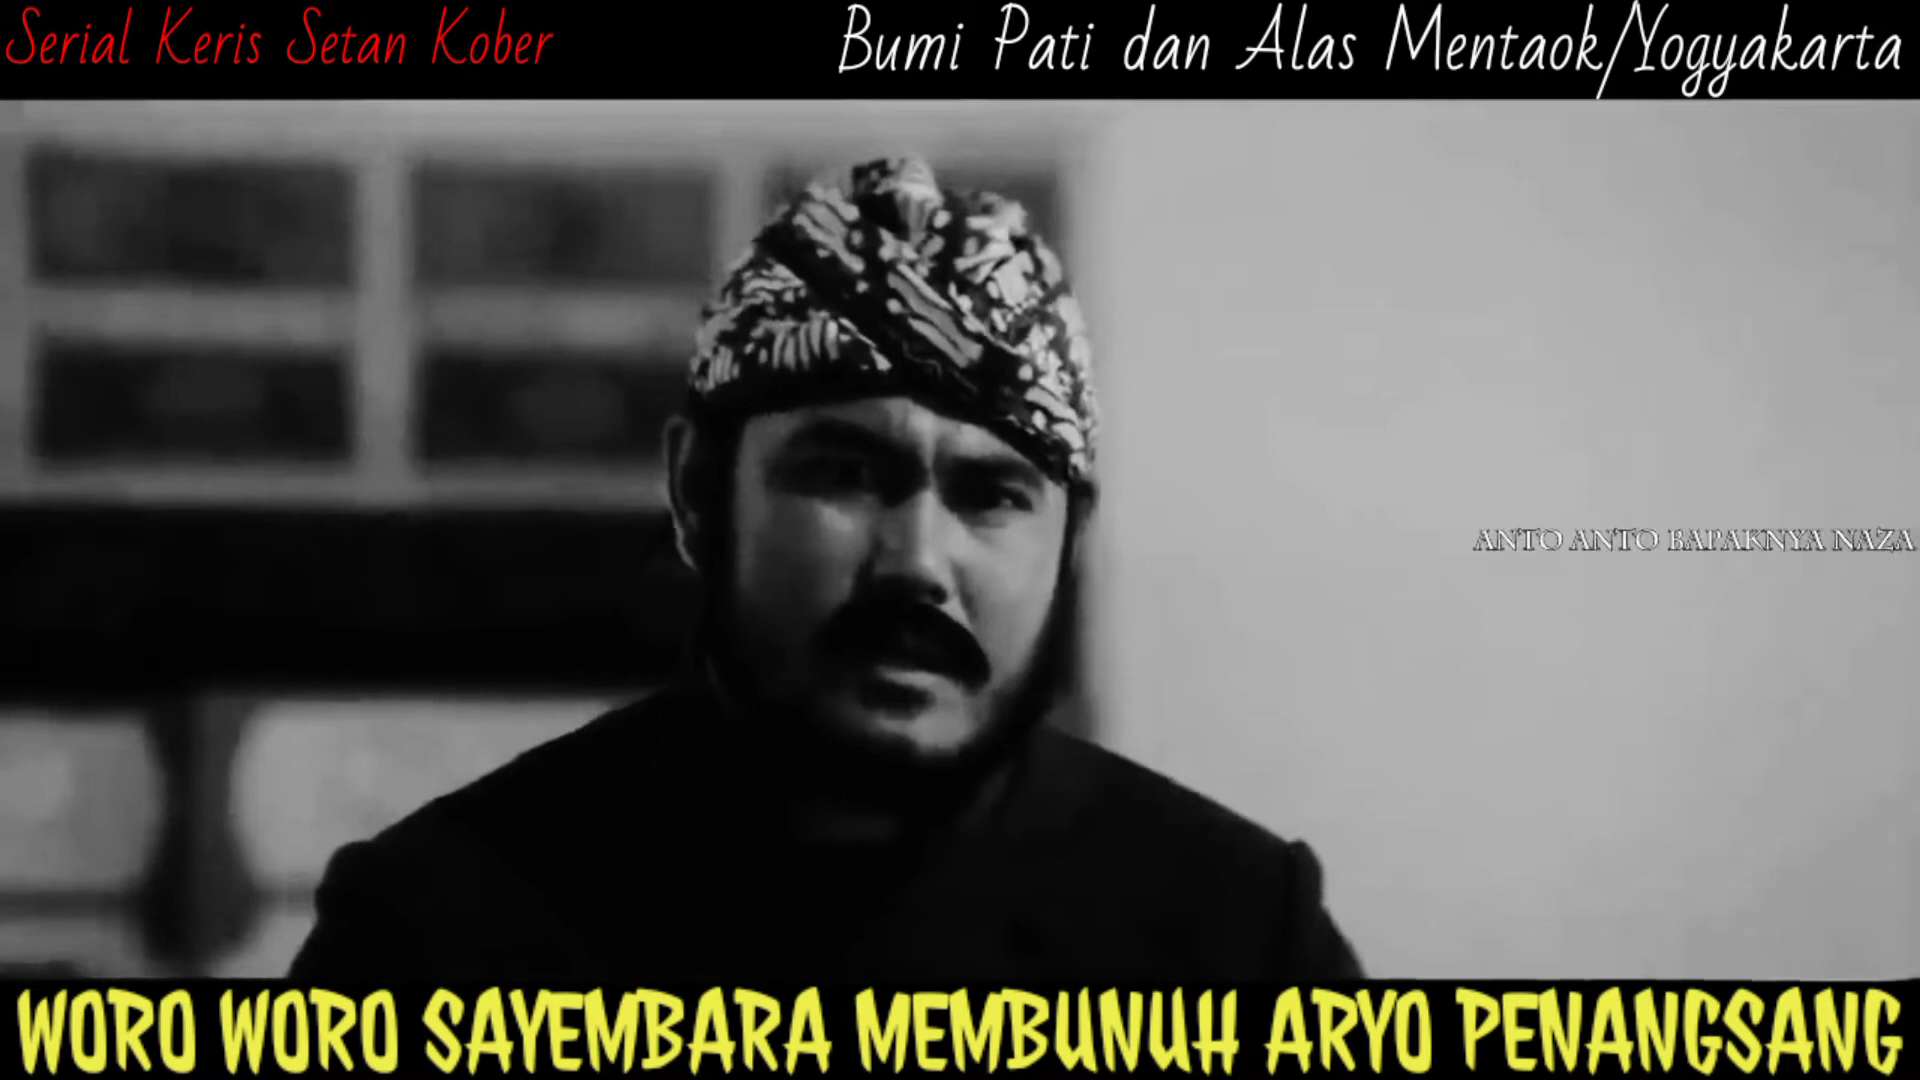 Serial Keris Setan Kober
Bumi Pati dan Alas Mentaok/Yogyakarta
ANTO ANTO BAPAKNYA NAZA
WORO WORO SAYEMBARA MEMBUNUH ARYO PENANGSANG